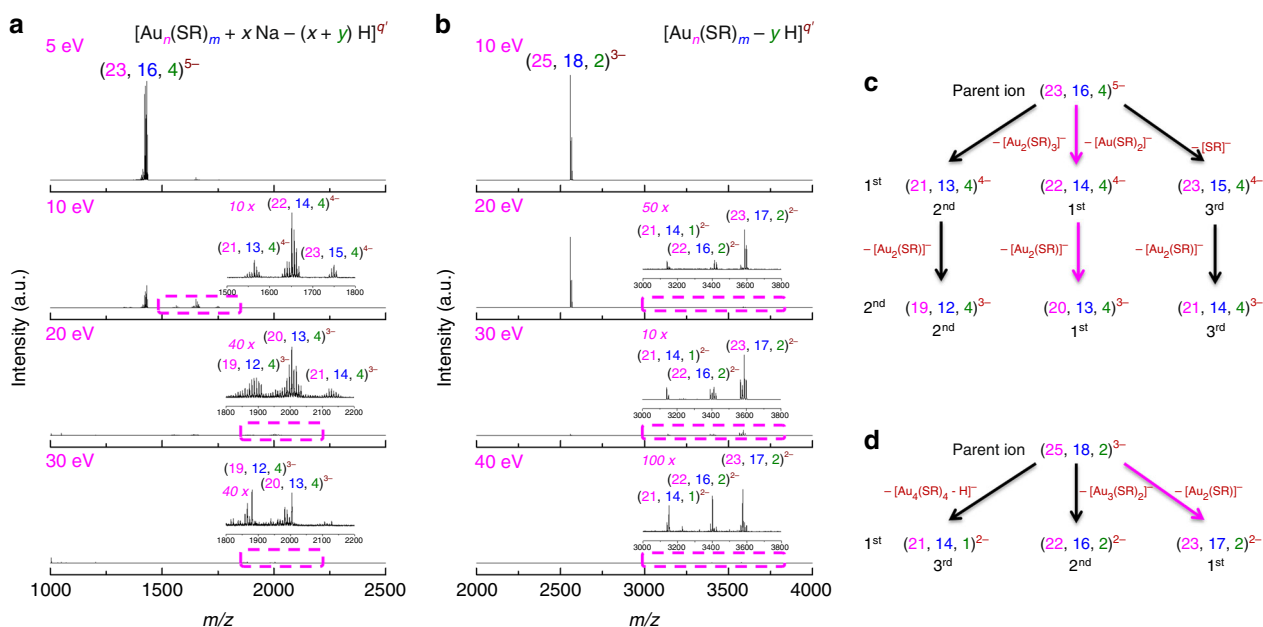 a
5 eV
[Auₙ(SR)ₘ + x Na – (x + y) H]^q'
(23, 16, 4)⁵⁻
10 eV
10 x
(22, 14, 4)⁴⁻
(21, 13, 4)⁴⁻
(23, 15, 4)⁴⁻
1500 1600 1700 1800
20 eV
40 x
(20, 13, 4)³⁻
(19, 12, 4)³⁻
(21, 14, 4)³⁻
1800 1900 2000 2100 2200
30 eV
(19, 12, 4)³⁻
40 x
(20, 13, 4)³⁻
1800 1900 2000 2100 2200
1000 1500 2000 2500
m/z
Intensity (a.u.)
b
10 eV
[Auₙ(SR)ₘ – y H]^q'
(25, 18, 2)³⁻
20 eV
50 x
(23, 17, 2)²⁻
(21, 14, 1)²⁻
(22, 16, 2)²⁻
3000 3200 3400 3600 3800
30 eV
10 x
(23, 17, 2)²⁻
(21, 14, 1)²⁻
(22, 16, 2)²⁻
3000 3200 3400 3600 3800
40 eV
100 x
(23, 17, 2)²⁻
(22, 16, 2)²⁻
(21, 14, 1)²⁻
3000 3200 3400 3600 3800
2000 2500 3000 3500 4000
m/z
Intensity (a.u.)
c
Parent ion (23, 16, 4)⁵⁻
– [Au₂(SR)₃]⁻ – [Au(SR)₂]⁻ – [SR]⁻
1st (21, 13, 4)⁴⁻ (22, 14, 4)⁴⁻ (23, 15, 4)⁴⁻
2nd 1st 3rd
– [Au₂(SR)]⁻ – [Au₂(SR)]⁻ – [Au₂(SR)]⁻
2nd (19, 12, 4)³⁻ (20, 13, 4)³⁻ (21, 14, 4)³⁻
2nd 1st 3rd
d
Parent ion (25, 18, 2)³⁻
– [Au₄(SR)₄ - H]⁻ – [Au₃(SR)₂]⁻ – [Au₂(SR)]⁻
1st (21, 14, 1)²⁻ (22, 16, 2)²⁻ (23, 17, 2)²⁻
3rd 2nd 1st